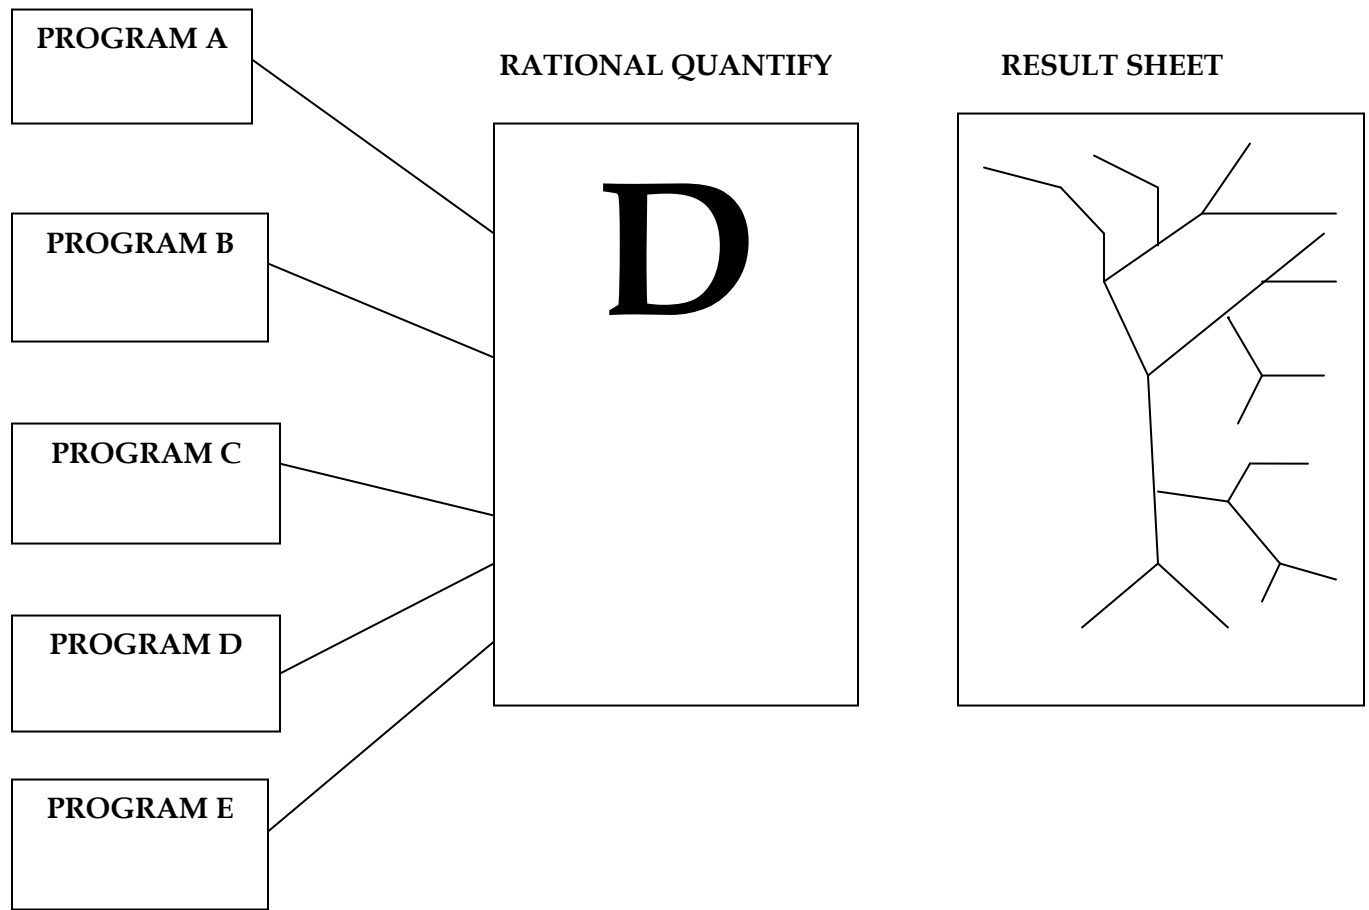 PROGRAM A
PROGRAM B
PROGRAM C
PROGRAM D
PROGRAM E
RATIONAL QUANTIFY
D
RESULT SHEET